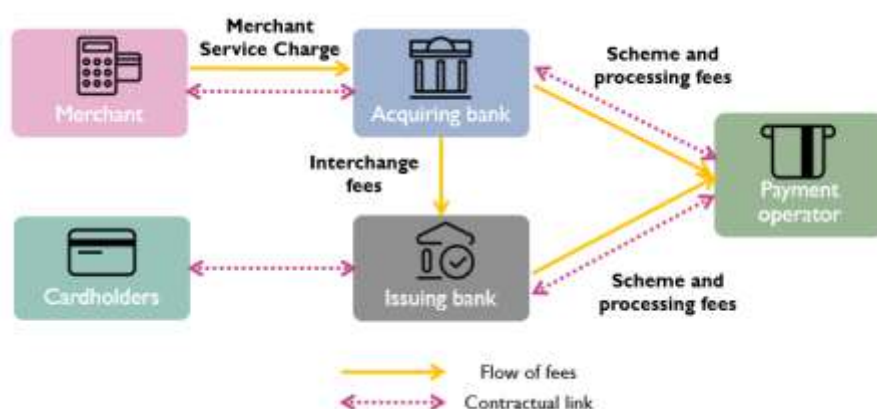 Merchant
Service Charge
Merchant
Acquiring bank
Scheme and
processing fees
Interchange
fees
Payment
operator
Cardholders
Issuing bank
Scheme and
processing fees
Flow of fees
Contractual link